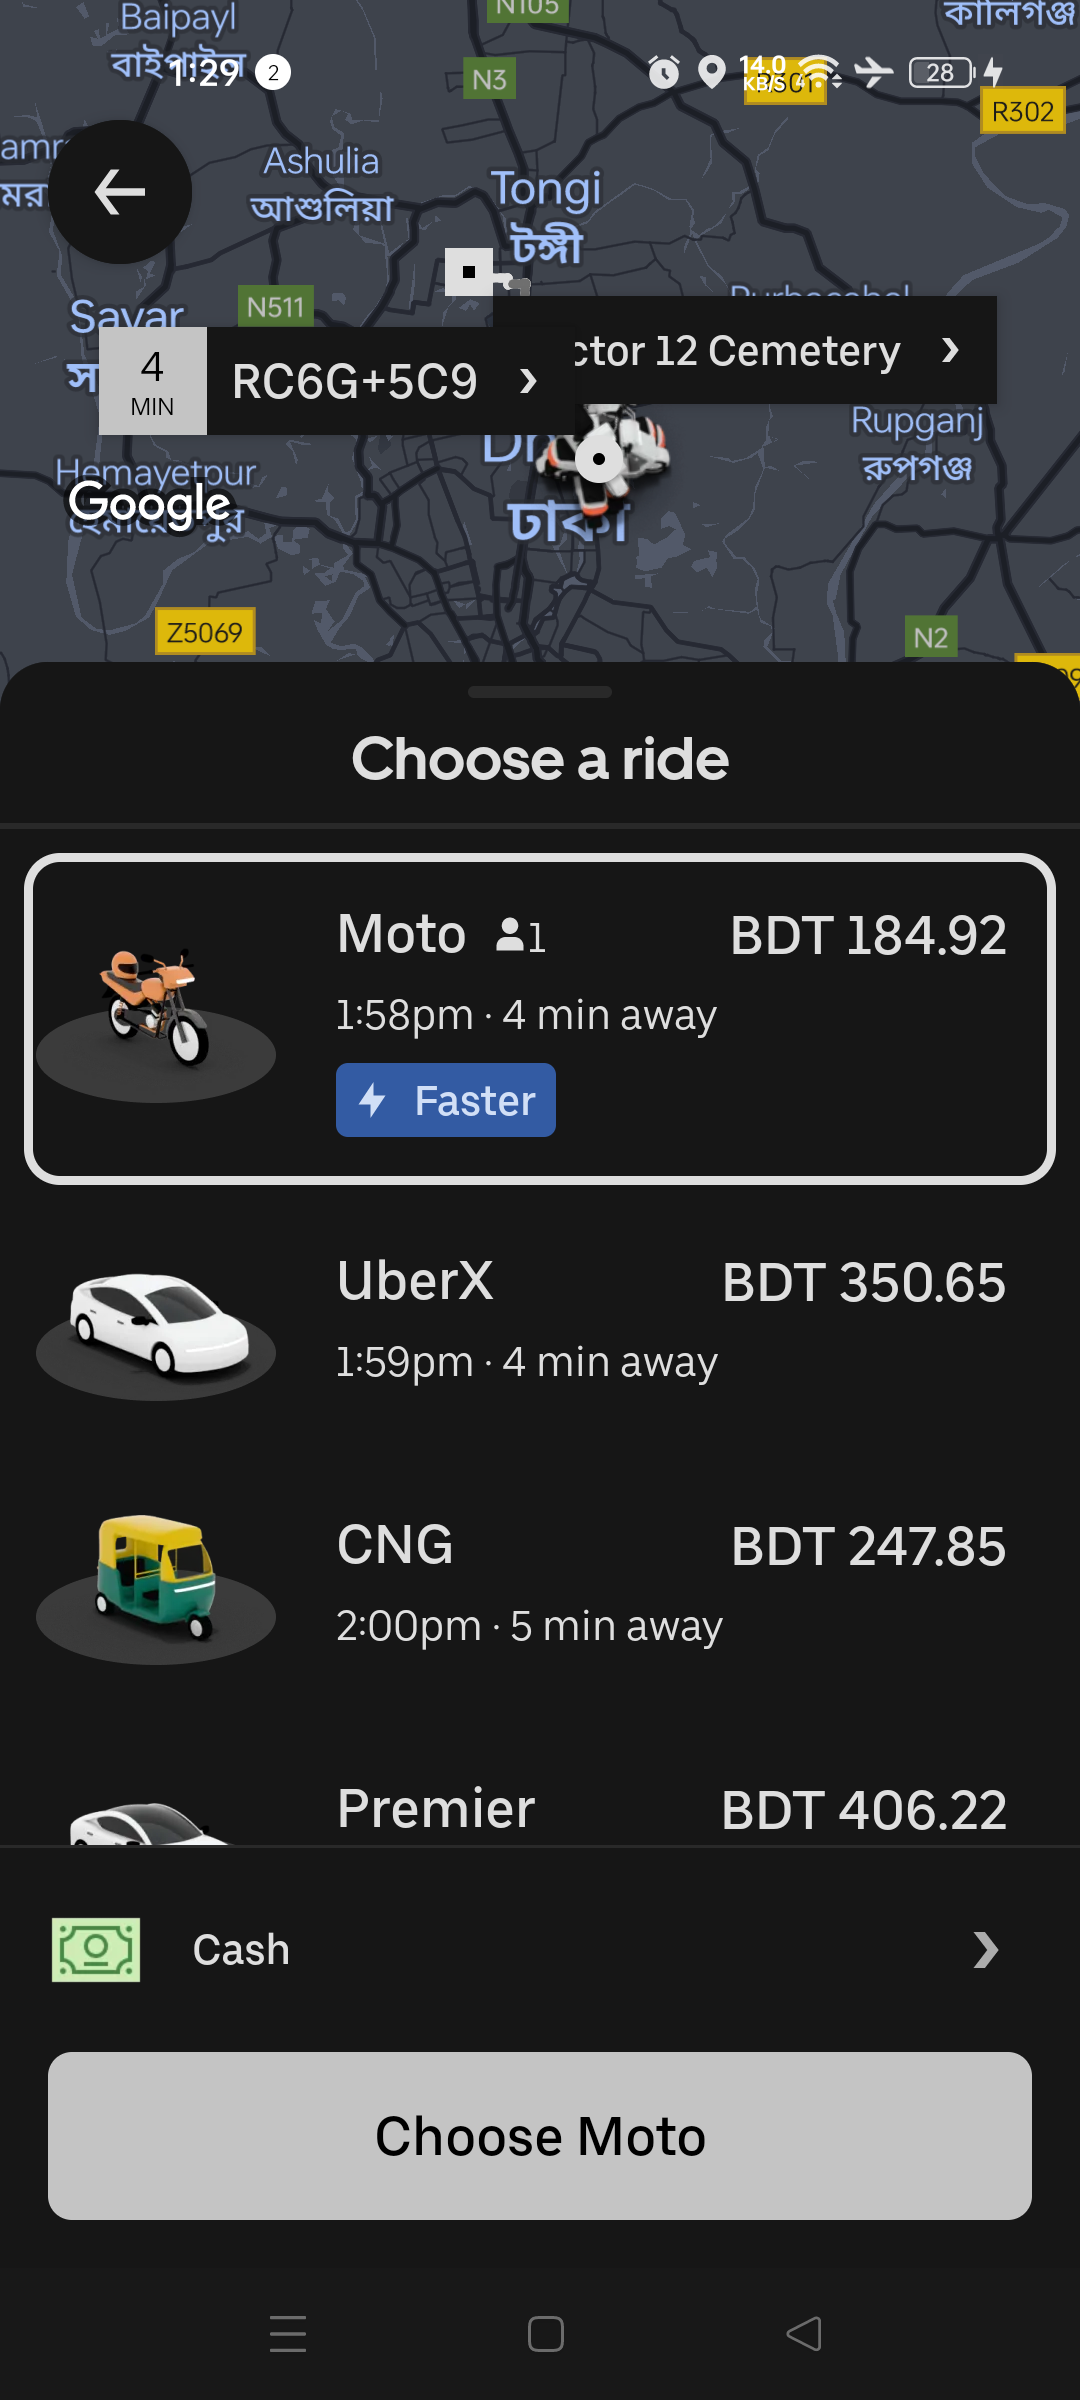 N105
Baipayl
বাইপাইল
কালিগঞ্জ
1:29 2
14.0
KB/S
28
N3
R301
R302
Ashulia
আশুলিয়া
Tongi
টঙ্গী
N511
Savar
ctor 12 Cemetery
4
MIN
RC6G+5C9
Rupganj
রুপগঞ্জ
Hemayetpur
Google
ঢাকা
Z5069
N2
Choose a ride
Moto 1 BDT 184.92
1:58pm · 4 min away
Faster
UberX BDT 350.65
1:59pm · 4 min away
CNG BDT 247.85
2:00pm · 5 min away
Premier BDT 406.22
Cash
Choose Moto